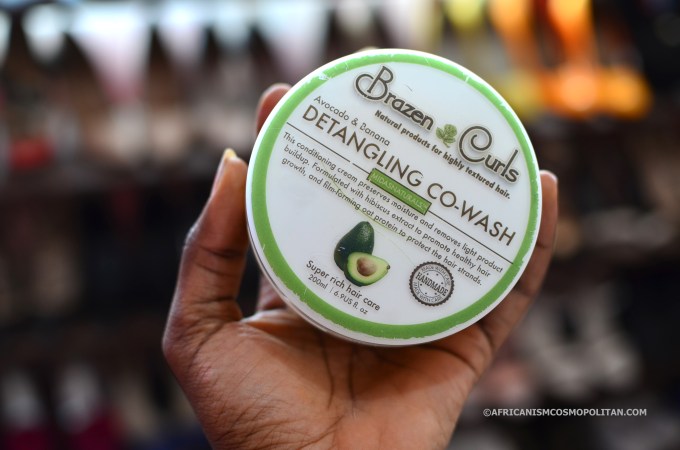 Brazen Curls
Natural products for highly textured hair.
Avocado & Banana
DETANGLING CO-WASH
This conditioning cream preserves moisture and removes light product
buildup. Formulated with hibiscus extract to promote healthy hair
growth, and film-forming oat protein to protect the hair strands.
Super rich hair care
200ml | 6.9US fl. oz
HANDMADE
©AFRICANISMCOSMOPOLITAN.COM